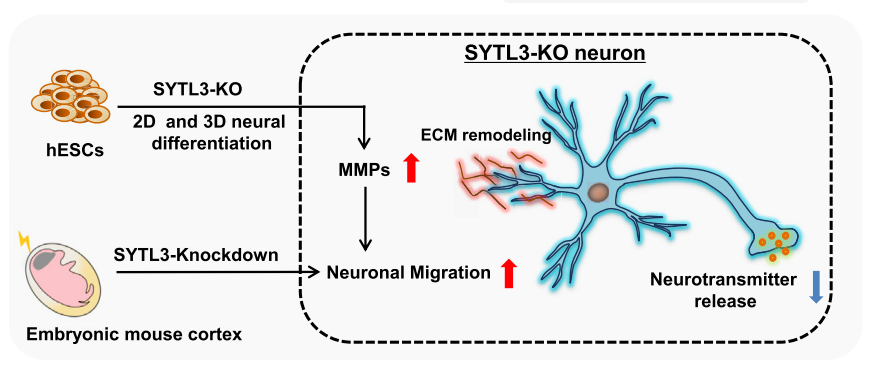 SYTL3-KO neuron
SYTL3-KO
2D and 3D neural
differentiation
hESCs
ECM remodeling
MMPs
SYTL3-Knockdown
Neuronal Migration
Neurotransmitter
release
Embryonic mouse cortex